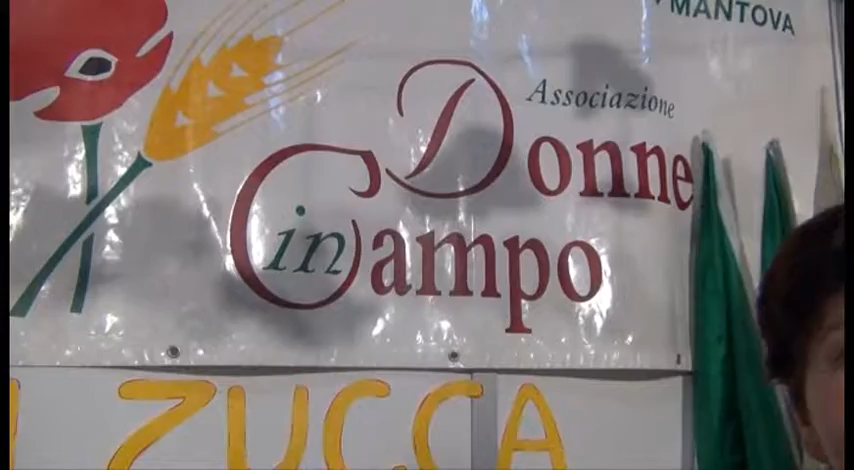 MANTOVA
Associazione
Donne
in Campo
ZUCCA